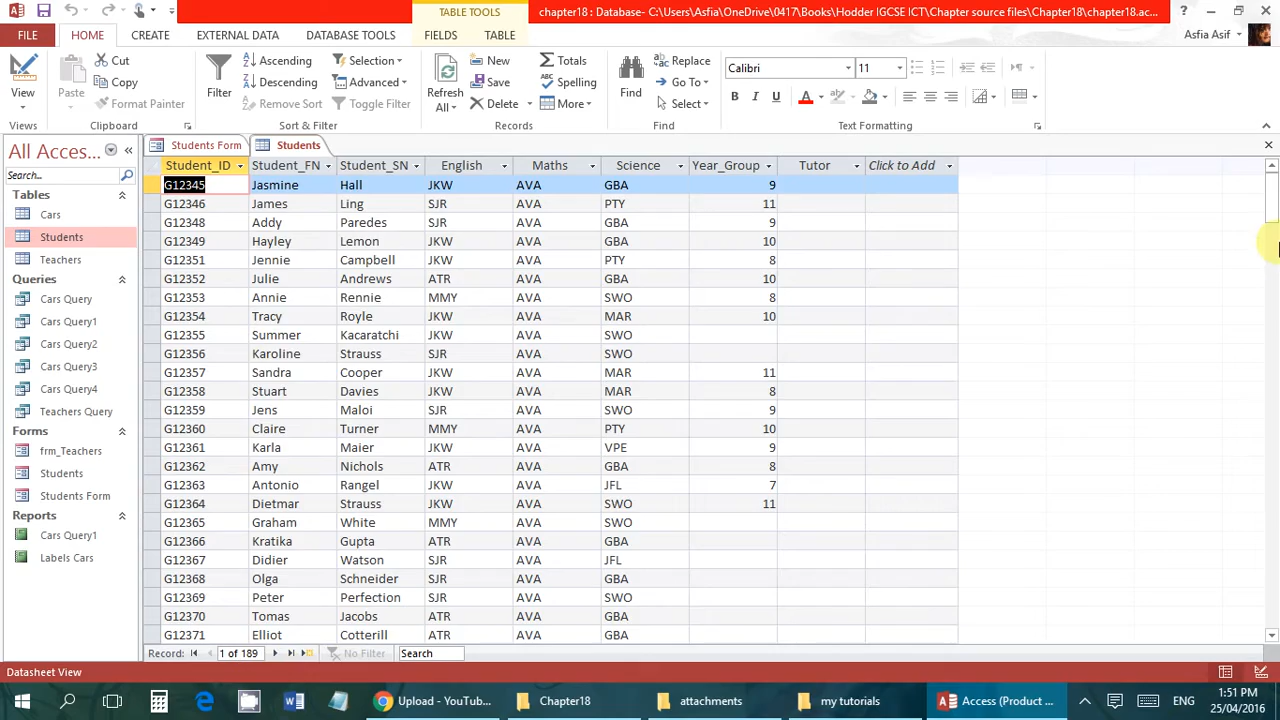 TABLE TOOLS
chapter18 : Database- C:\Users\Asfia\OneDrive\0417\Books\Hodder IGCSE ICT\Chapter source files\Chapter18\chapter18.ac...
FILE HOME CREATE EXTERNAL DATA DATABASE TOOLS FIELDS TABLE Asfia Asif
View Paste Cut Copy Format Painter
Filter Ascending Descending Remove Sort Selection Advanced Toggle Filter
Refresh All New Save Delete Totals Spelling More
Find Replace Go To Select
Calibri 11
B I U A
Views Clipboard Sort & Filter Records Find Text Formatting
All Acces...
Search...
Tables
Cars
Students
Teachers
Queries
Cars Query
Cars Query1
Cars Query2
Cars Query3
Cars Query4
Teachers Query
Forms
frm_Teachers
Students
Students Form
Reports
Cars Query1
Labels Cars
Students Form Students
Student_ID Student_FN Student_SN English Maths Science Year_Group Tutor Click to Add
G12345 Jasmine Hall JKW AVA GBA 9
G12346 James Ling SJR AVA PTY 11
G12348 Addy Paredes SJR AVA GBA 9
G12349 Hayley Lemon JKW AVA GBA 10
G12351 Jennie Campbell JKW AVA PTY 8
G12352 Julie Andrews ATR AVA GBA 10
G12353 Annie Rennie MMY AVA SWO 8
G12354 Tracy Royle JKW AVA MAR 10
G12355 Summer Kacaratchi JKW AVA SWO
G12356 Karoline Strauss SJR AVA SWO
G12357 Sandra Cooper JKW AVA MAR 11
G12358 Stuart Davies JKW AVA MAR 8
G12359 Jens Maloi SJR AVA SWO 9
G12360 Claire Turner MMY AVA PTY 10
G12361 Karla Maier JKW AVA VPE 9
G12362 Amy Nichols ATR AVA GBA 8
G12363 Antonio Rangel JKW AVA JFL 7
G12364 Dietmar Strauss JKW AVA SWO 11
G12365 Graham White MMY AVA SWO
G12366 Kratika Gupta ATR AVA GBA
G12367 Didier Watson SJR AVA JFL
G12368 Olga Schneider SJR AVA GBA
G12369 Peter Perfection SJR AVA SWO
G12370 Tomas Jacobs ATR AVA GBA
G12371 Elliot Cotterill ATR AVA GBA
Record: 1 of 189 No Filter Search
Datasheet View
Upload - YouTub... Chapter18 attachments my tutorials Access (Product ... ENG 1:51 PM
25/04/2016